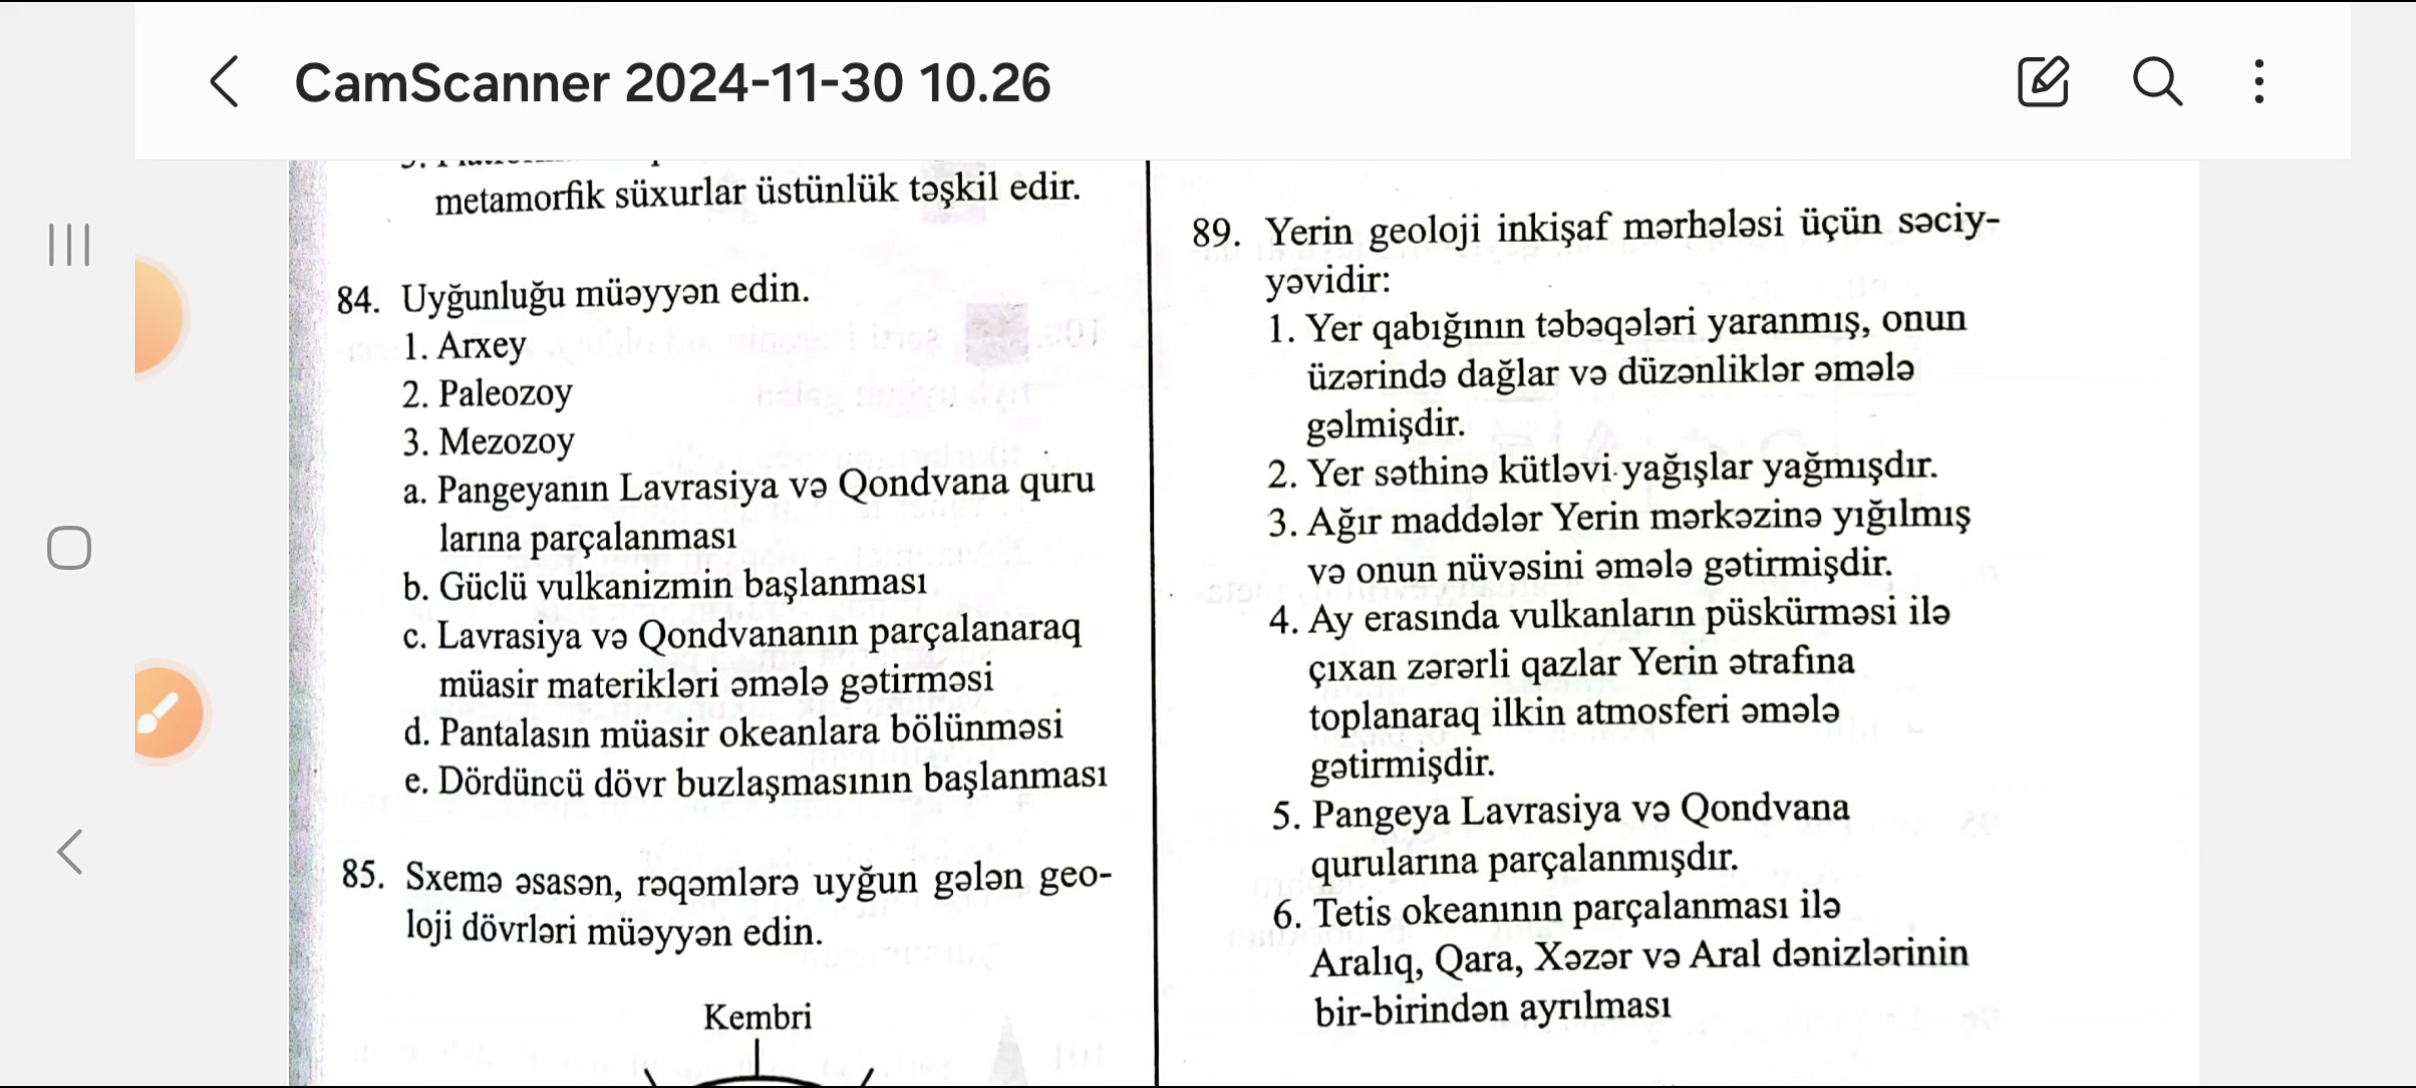 CamScanner 2024-11-30 10.26
metamorfik süxurlar üstünlük təşkil edir.
84. Uyğunluğu müəyyən edin.
1. Arxey
2. Paleozoy
3. Mezozoy
a. Pangeyanın Lavrasiya və Qondvana quru
larına parçalanması
b. Güclü vulkanizmin başlanması
c. Lavrasiya və Qondvananın parçalanaraq
müasir materikləri əmələ gətirməsi
d. Pantalasın müasir okeanlara bölünməsi
e. Dördüncü dövr buzlaşmasının başlanması
85. Sxemə əsasən, rəqəmlərə uyğun gələn geo-
loji dövrləri müəyyən edin.
Kembri
89. Yerin geoloji inkişaf mərhələsi üçün səciy-
yəvidir:
1. Yer qabığının təbəqələri yaranmış, onun
üzərində dağlar və düzənliklər əmələ
gəlmişdir.
2. Yer səthinə kütləvi yağışlar yağmışdır.
3. Ağır maddələr Yerin mərkəzinə yığılmış
və onun nüvəsini əmələ gətirmişdir.
4. Ay erasında vulkanların püskürməsi ilə
çıxan zərərli qazlar Yerin ətrafına
toplanaraq ilkin atmosferi əmələ
gətirmişdir.
5. Pangeya Lavrasiya və Qondvana
qurularına parçalanmışdır.
6. Tetis okeanının parçalanması ilə
Aralıq, Qara, Xəzər və Aral dənizlərinin
bir-birindən ayrılması